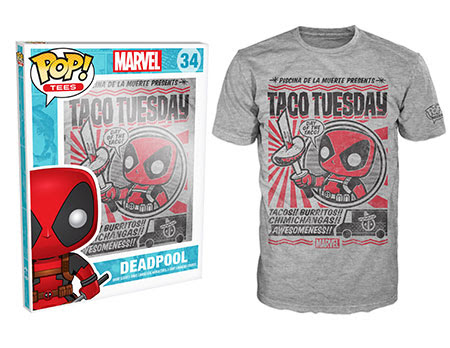 POP!
TEES
MARVEL
34
PISCINA DE LA MUERTE PRESENTS
TACO TUESDAY
DAY OF THE TACO!
TACOS!! BURRITOS!!
CHIMICHANGAS!!
AWESOMENESS!!
DEADPOOL
PISCINA DE LA MUERTE PRESENTS
TACO TUESDAY
DAY
OF THE
TACO!
TACOS!! BURRITOS!!
CHIMICHANGAS!!
AWESOMENESS!!
MARVEL